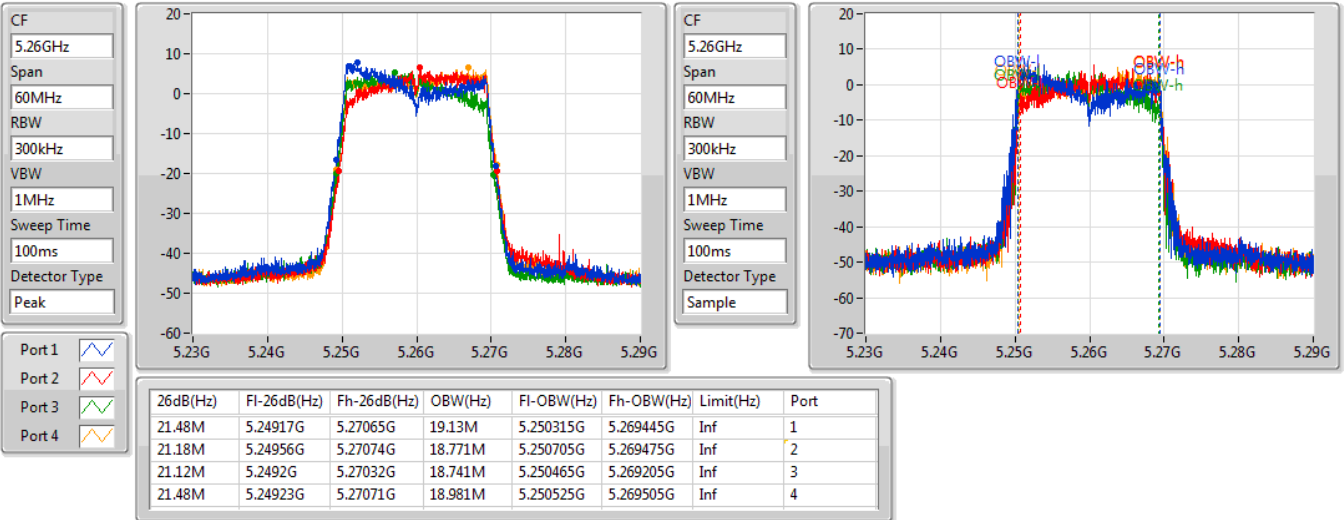 CF
5.26GHz
Span
60MHz
RBW
300kHz
VBW
1MHz
Sweep Time
100ms
Detector Type
Peak
20
10
0
-10
-20
-30
-40
-50
-60
5.23G 5.24G 5.25G 5.26G 5.27G 5.28G 5.29G
CF
5.26GHz
Span
60MHz
RBW
300kHz
VBW
1MHz
Sweep Time
100ms
Detector Type
Sample
20
10
0
-10
-20
-30
-40
-50
-60
-70
OBW-l
OBW-h
OBW-h
OBW-h
5.23G 5.24G 5.25G 5.26G 5.27G 5.28G 5.29G
Port 1
Port 2
Port 3
Port 4
26dB(Hz) Fl-26dB(Hz) Fh-26dB(Hz) OBW(Hz) Fl-OBW(Hz) Fh-OBW(Hz) Limit(Hz) Port
21.48M 5.24917G 5.27065G 19.13M 5.250315G 5.269445G Inf 1
21.18M 5.24956G 5.27074G 18.771M 5.250705G 5.269475G Inf 2
21.12M 5.2492G 5.27032G 18.741M 5.250465G 5.269205G Inf 3
21.48M 5.24923G 5.27071G 18.981M 5.250525G 5.269505G Inf 4